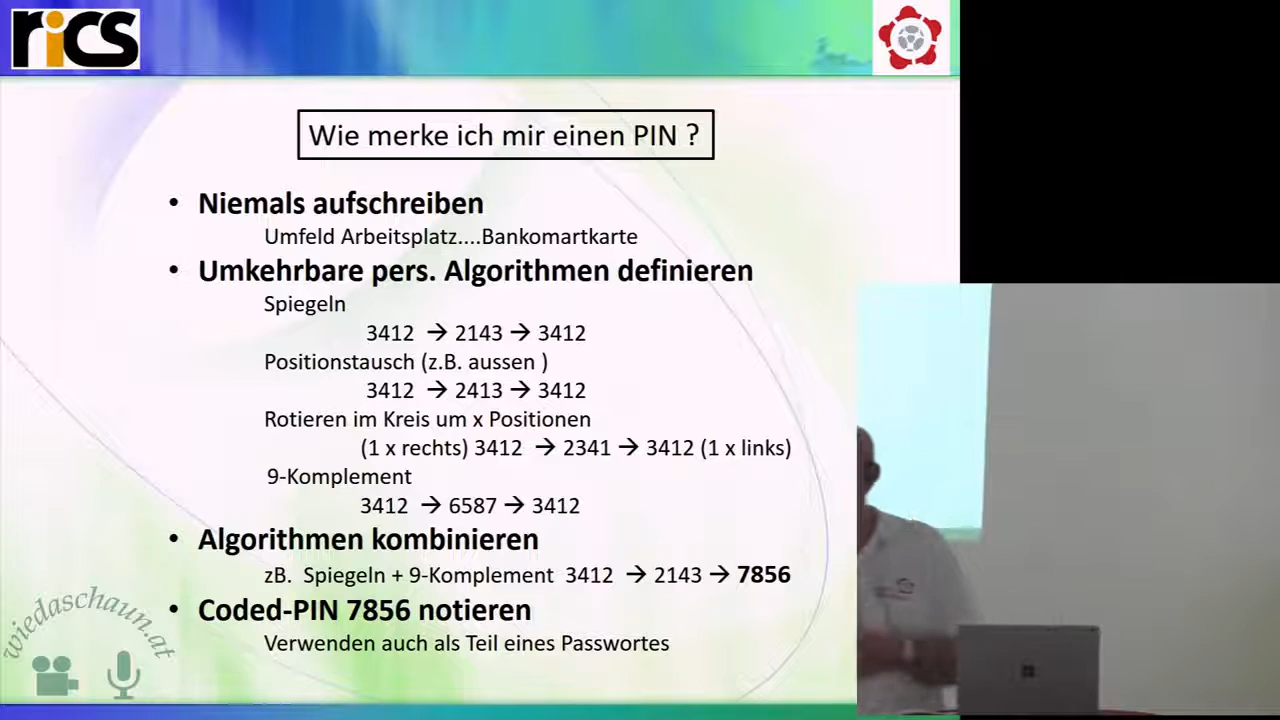 rics
Wie merke ich mir einen PIN ?
• Niemals aufschreiben
Umfeld Arbeitsplatz....Bankomartkarte
• Umkehrbare pers. Algorithmen definieren
Spiegeln
3412 → 2143 → 3412
Positionstausch (z.B. aussen )
3412 → 2413 → 3412
Rotieren im Kreis um x Positionen
(1 x rechts) 3412 → 2341 → 3412 (1 x links)
9-Komplement
3412 → 6587 → 3412
• Algorithmen kombinieren
zB. Spiegeln + 9-Komplement 3412 → 2143 → 7856
• Coded-PIN 7856 notieren
Verwenden auch als Teil eines Passwortes
wiedaschaun.at